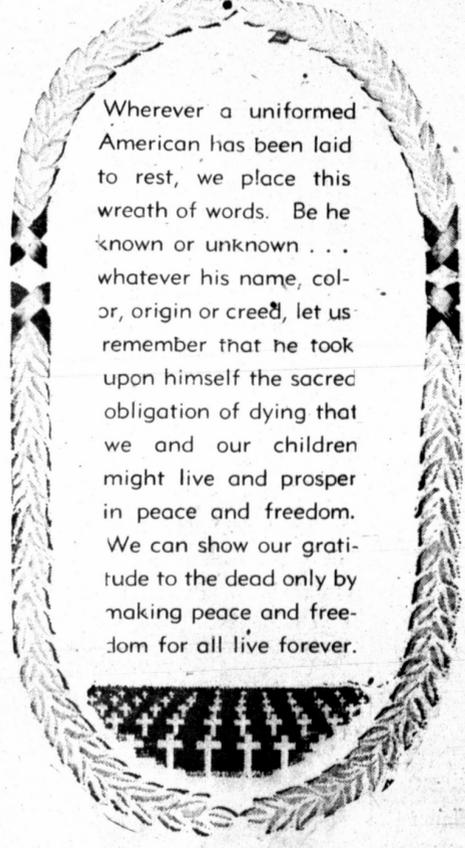 Wherever a uniformed
American has been laid
to rest, we place this
wreath of words. Be he
known or unknown . . .
whatever his name, col-
or, origin or creed, let us
remember that he took
upon himself the sacred
obligation of dying that
we and our children
might live and prosper
in peace and freedom.
We can show our grati-
tude to the dead only by
making peace and free-
dom for all live forever.